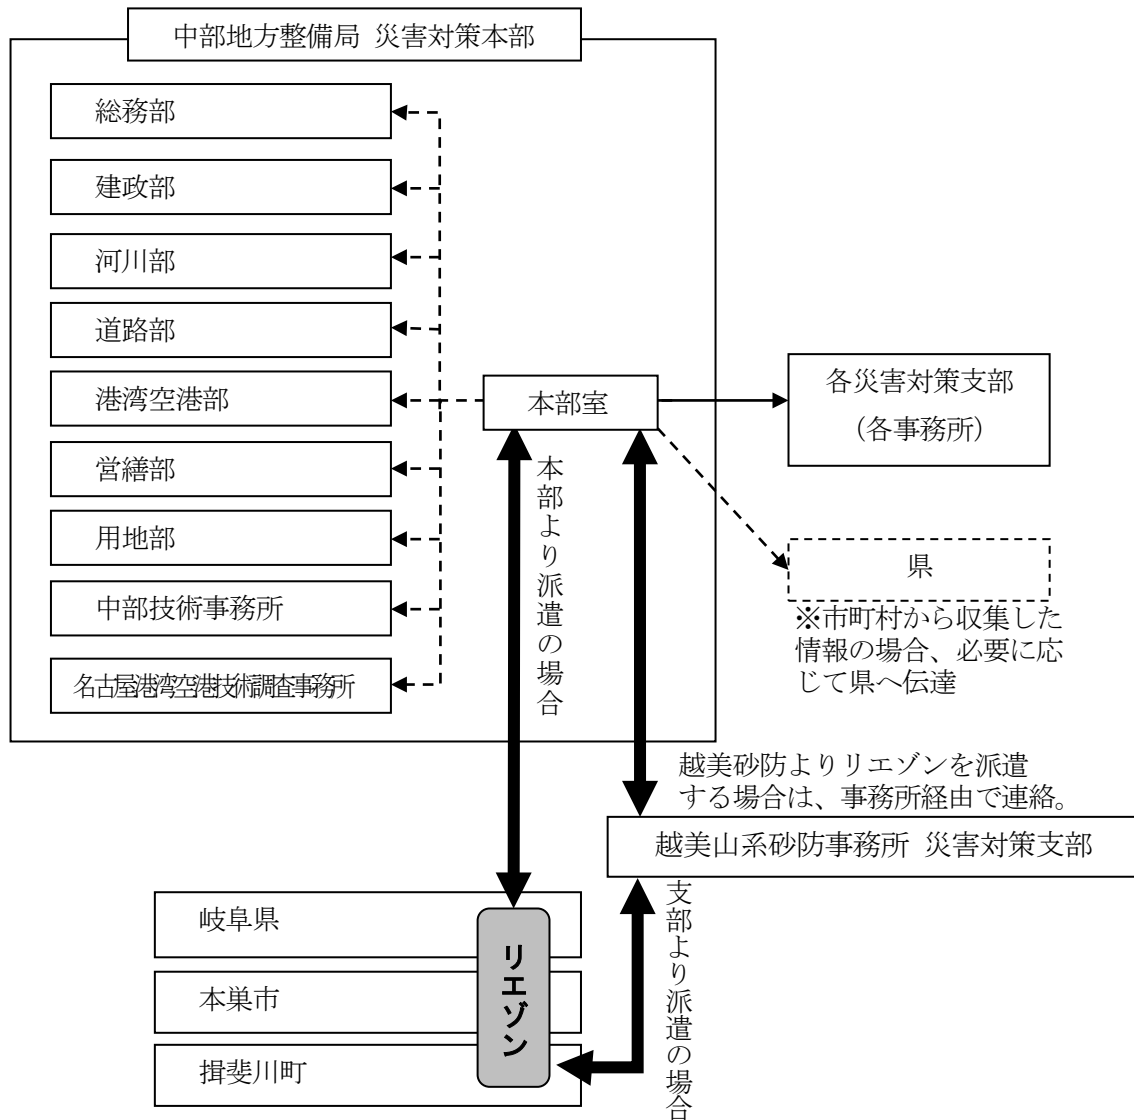 中部地方整備局 災害対策本部
総務部
建政部
河川部
道路部
港湾空港部
営繕部
用地部
中部技術事務所
名古屋港湾空港技術調査事務所
本部室
本部より派遣の場合
各災害対策支部
（各事務所）
県
※市町村から収集した
情報の場合、必要に応
じて県へ伝達
越美砂防よりリエゾンを派遣
する場合は、事務所経由で連絡。
越美山系砂防事務所 災害対策支部
支部より派遣の場合
岐阜県
本巣市
揖斐川町
リエゾン